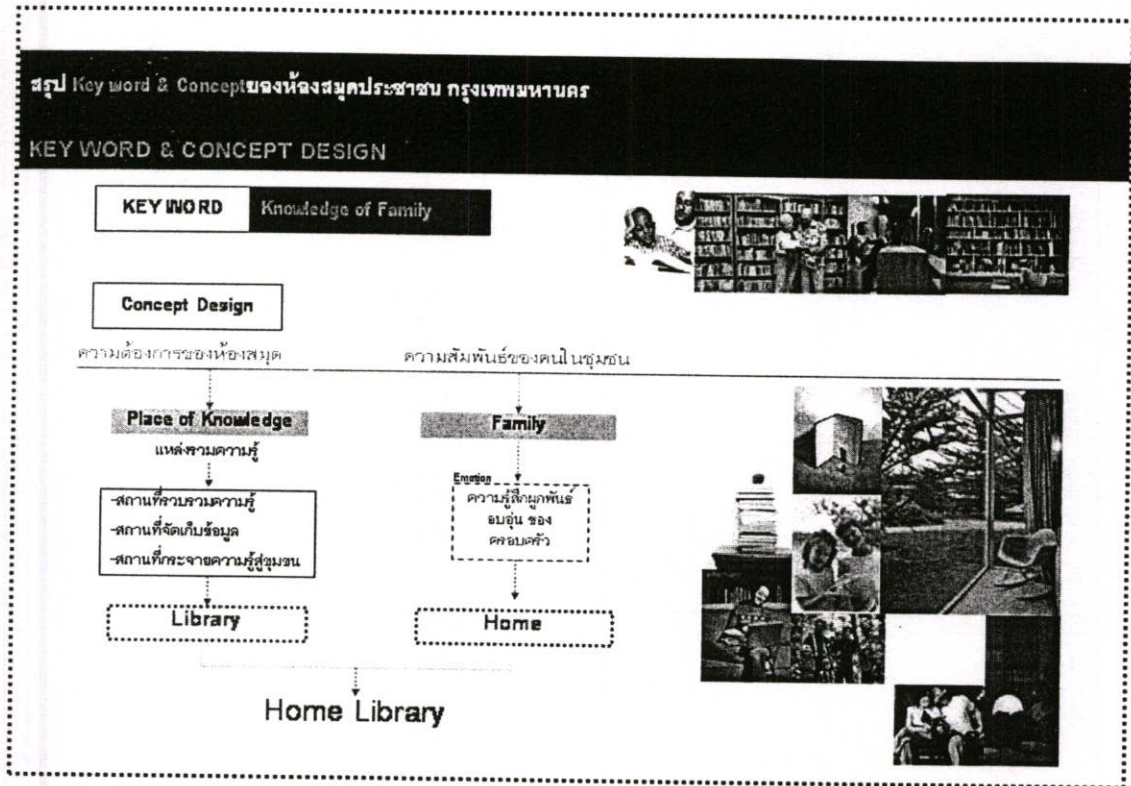 สรุป Key word & Conceptของห้องสมุดประชาชน กรุงเทพมหานคร
KEY WORD & CONCEPT DESIGN
KEY WORD Knowledge of Family
Concept Design
ความต้องการของห้องสมุด ความสัมพันธ์ของคนในชุมชน
Place of Knowledge
แหล่งรวมความรู้
-สถานที่รวบรวมความรู้
-สถานที่จัดเก็บข้อมูล
-สถานที่กระจายความรู้สู่ชุมชน
Library
Family
Emotion
ความรู้สึกผูกพันธ์
อบอุ่น ของ
ครอบครัว
Home
Home Library